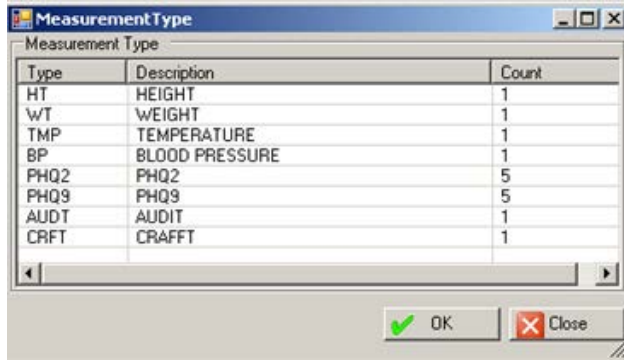 MeasurementType
Measurement Type
Type Description Count
HT HEIGHT 1
WT WEIGHT 1
TMP TEMPERATURE 1
BP BLOOD PRESSURE 1
PHQ2 PHQ2 5
PHQ9 PHQ9 5
AUDT AUDIT 1
CRFT CRAFFT 1
OK Close